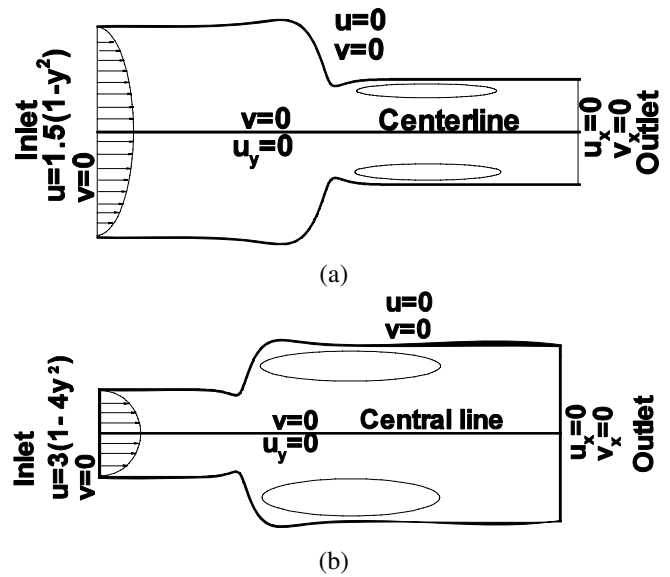 u=0
v=0
Inlet
u=1.5(1-y²)
v=0
v=0
Centerline
u_y=0
u_x=0
v_x=0
Outlet
(a)
u=0
v=0
Inlet
u=3(1- 4y²)
v=0
v=0
Central line
u_y=0
u_x=0
v_x=0
Outlet
(b)